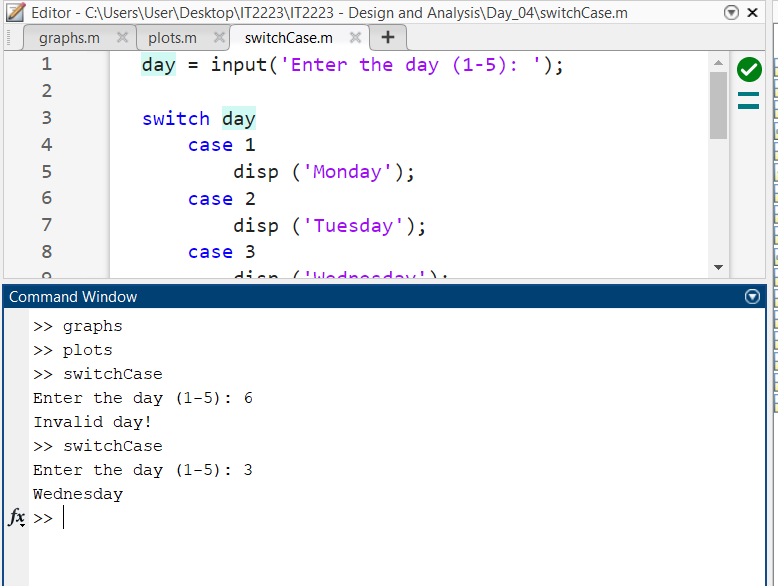 Editor - C:\Users\User\Desktop\IT2223\IT2223 - Design and Analysis\Day_04\switchCase.m
graphs.m plots.m switchCase.m
1 day = input('Enter the day (1-5): ');
2
3 switch day
4 case 1
5 disp ('Monday');
6 case 2
7 disp ('Tuesday');
8 case 3
9 disp ('Wednesday');
Command Window
>> graphs
>> plots
>> switchCase
Enter the day (1-5): 6
Invalid day!
>> switchCase
Enter the day (1-5): 3
Wednesday
fx >>